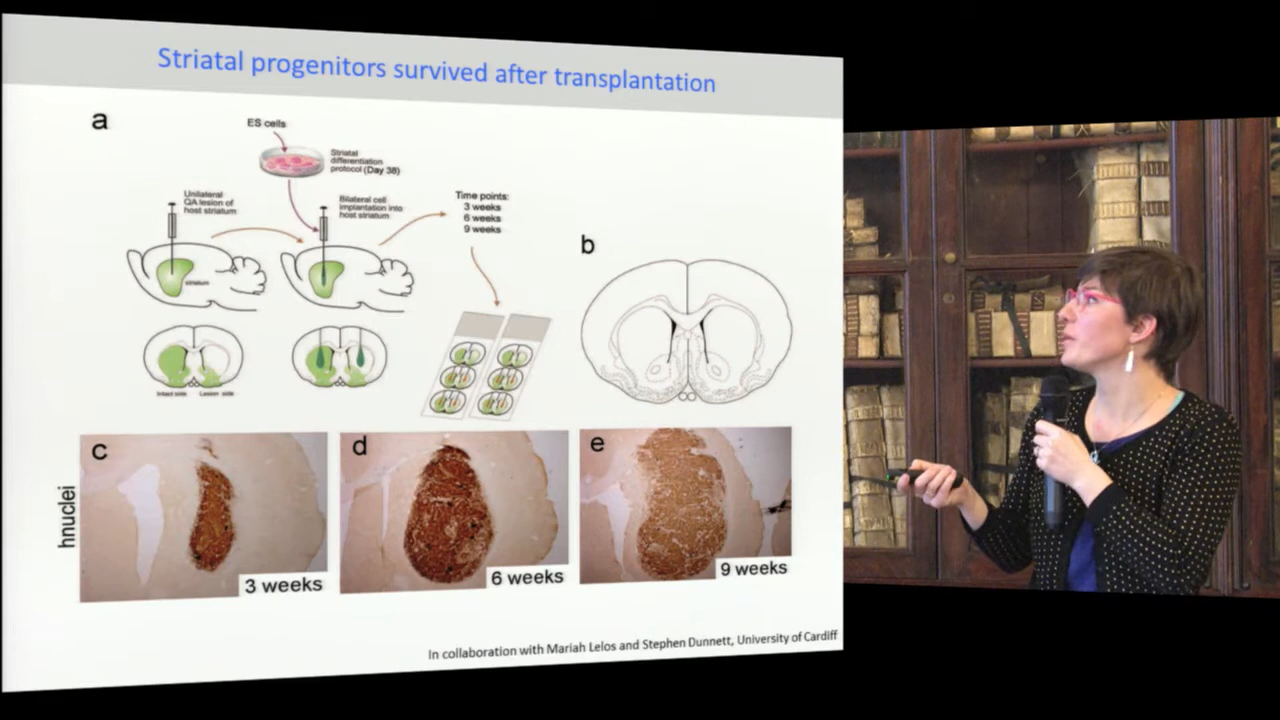 Striatal progenitors survived after transplantation
a
ES cells
Striatal
differentiation
protocol (Day 38)
Unilateral
QA lesion of
host striatum
Bilateral cell
implantation into
host striatum
Time points:
3 weeks
6 weeks
9 weeks
striatum
b
Intact side
Lesion side
c
d
e
hnuclei
3 weeks
6 weeks
9 weeks
In collaboration with Mariah Lelos and Stephen Dunnett, University of Cardiff